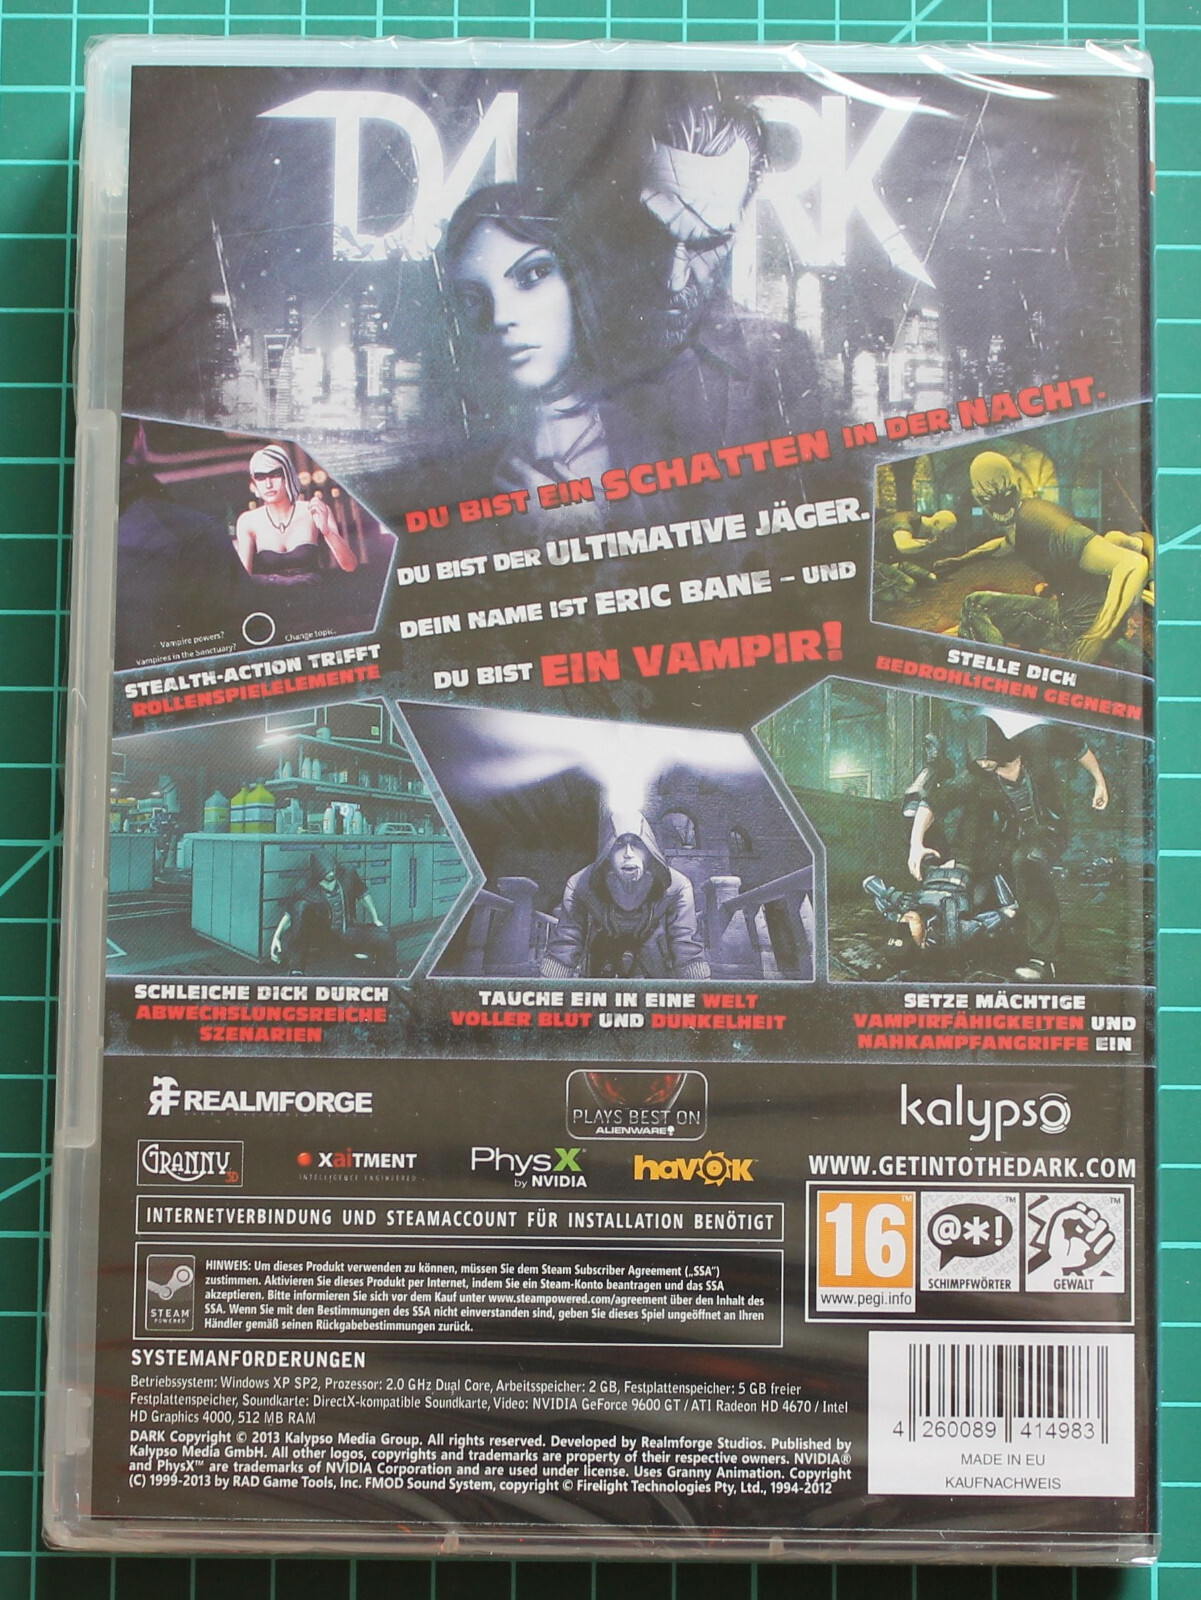 DARK
DU BIST EIN SCHATTEN IN DER NACHT.
DU BIST DER ULTIMATIVE JÄGER.
DEIN NAME IST ERIC BANE – UND
DU BIST EIN VAMPIR!
Vampire powers?
Change topic.
Vampires in the Sanctuary?
STEALTH-ACTION TRIFFT
ROLLENSPIELELEMENTE
STELLE DICH
BEDROHLICHEN GEGNERN
SCHLEICHE DICH DURCH
ABWECHSLUNGSREICHE
SZENARIEN
TAUCHE EIN IN EINE WELT
VOLLER BLUT UND DUNKELHEIT
SETZE MÄCHTIGE
VAMPIRFÄHIGKEITEN UND
NAHKAMPFANGRIFFE EIN
REALMFORGE
PLAYS BEST ON
ALIENWARE
kalypso
GRANNY 3D
XaiTMENT
INTELLIGENCE ENGINEERED
PhysX
by NVIDIA
havok
WWW.GETINTOTHEDARK.COM
INTERNETVERBINDUNG UND STEAMACCOUNT FÜR INSTALLATION BENÖTIGT
STEAM
POWERED
HINWEIS: Um dieses Produkt verwenden zu können, müssen Sie dem Steam Subscriber Agreement („SSA“)
zustimmen. Aktivieren Sie dieses Produkt per Internet, indem Sie ein Steam-Konto beantragen und das SSA
akzeptieren. Bitte informieren Sie sich vor dem Kauf unter www.steampowered.com/agreement über den Inhalt des
SSA. Wenn Sie mit den Bestimmungen des SSA nicht einverstanden sind, geben Sie dieses Spiel ungeöffnet an Ihren
Händler gemäß seinen Rückgabebestimmungen zurück.
16
www.pegi.info
@*!
SCHIMPFWÖRTER
GEWALT
SYSTEMANFORDERUNGEN
Betriebssystem: Windows XP SP2, Prozessor: 2.0 GHz Dual Core, Arbeitsspeicher: 2 GB, Festplattenspeicher: 5 GB freier
Festplattenspeicher, Soundkarte: DirectX-kompatible Soundkarte, Video: NVIDIA GeForce 9600 GT / ATI Radeon HD 4670 / Intel
HD Graphics 4000, 512 MB RAM
DARK Copyright © 2013 Kalypso Media Group. All rights reserved. Developed by Realmforge Studios. Published by
Kalypso Media GmbH. All other logos, copyrights and trademarks are property of their respective owners. NVIDIA®
and PhysX™ are trademarks of NVIDIA Corporation and are used under license. Uses Granny Animation. Copyright
(C) 1999-2013 by RAD Game Tools, Inc. FMOD Sound System, copyright © Firelight Technologies Pty, Ltd., 1994-2012
4 260089 414983
MADE IN EU
KAUFNACHWEIS